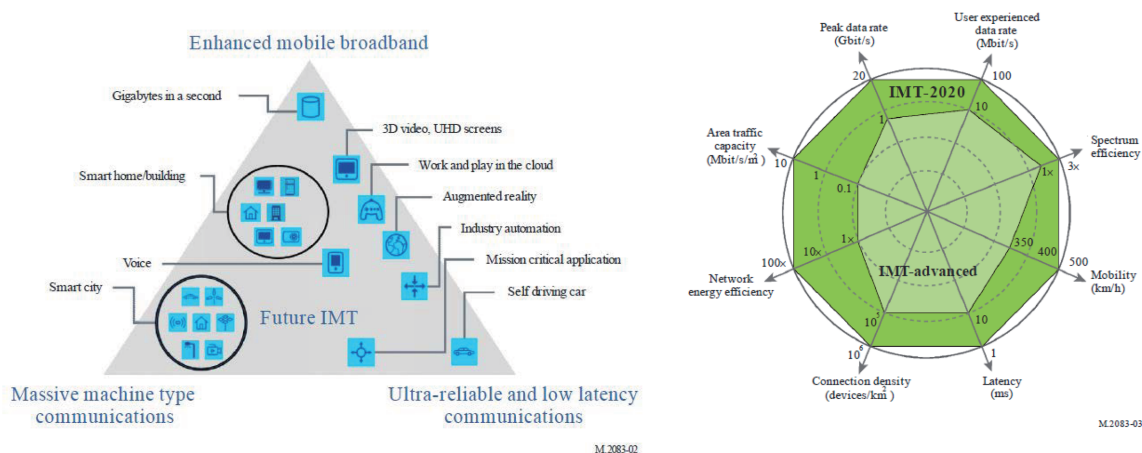 Enhanced mobile broadband
Gigabytes in a second
3D video, UHD screens
Smart home/building
Work and play in the cloud
Augmented reality
Industry automation
Voice
Mission critical application
Smart city
Self driving car
Future IMT
Massive machine type
communications
Ultra-reliable and low latency
communications
M.2083-02
Peak data rate
(Gbit/s)
User experienced
data rate
(Mbit/s)
20
100
IMT-2020
1
10
Area traffic
capacity
(Mbit/s/m²)
Spectrum
efficiency
10
1
0.1
1×
3×
1×
10×
100×
350
400
500
Network
energy efficiency
IMT-advanced
Mobility
(km/h)
10⁵
10⁶
10
1
Connection density
(devices/km²)
Latency
(ms)
M.2083-03